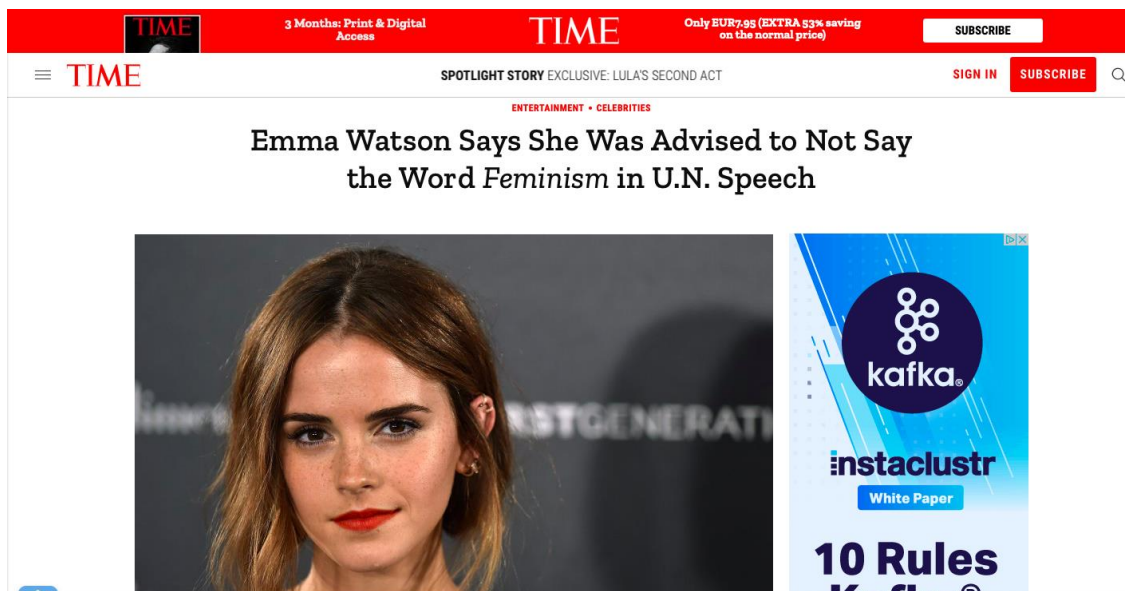 TIME
3 Months: Print & Digital
Access
TIME
Only EUR7.95 (EXTRA 53% saving
on the normal price)
SUBSCRIBE
TIME
SPOTLIGHT STORY EXCLUSIVE: LULA'S SECOND ACT
SIGN IN
SUBSCRIBE
ENTERTAINMENT • CELEBRITIES
Emma Watson Says She Was Advised to Not Say
the Word Feminism in U.N. Speech
kafka®
instaclustr
White Paper
10 Rules